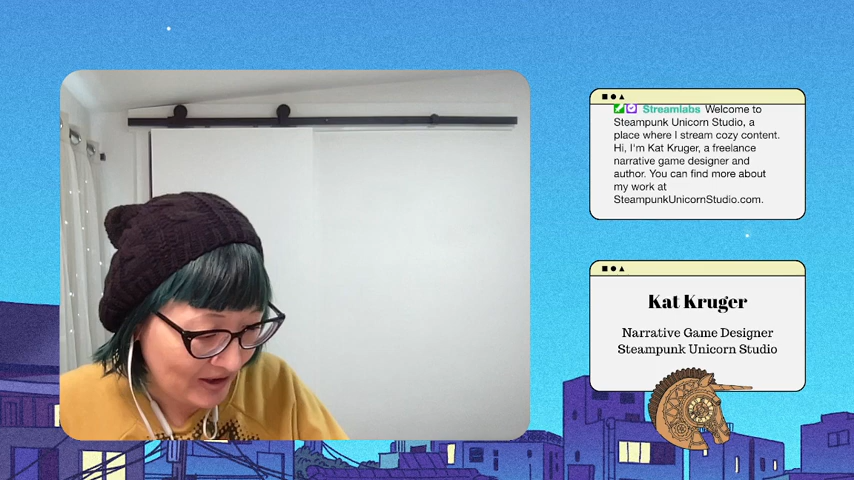 Streamlabs Welcome to
Steampunk Unicorn Studio, a
place where I stream cozy content.
Hi, I'm Kat Kruger, a freelance
narrative game designer and
author. You can find more about
my work at
SteampunkUnicornStudio.com.
Kat Kruger
Narrative Game Designer
Steampunk Unicorn Studio